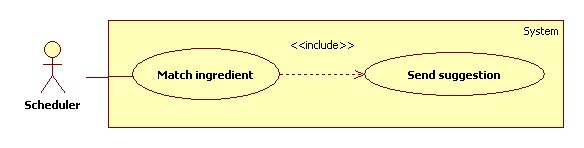 System
<<include>>
Match ingredient
Send suggestion
Scheduler